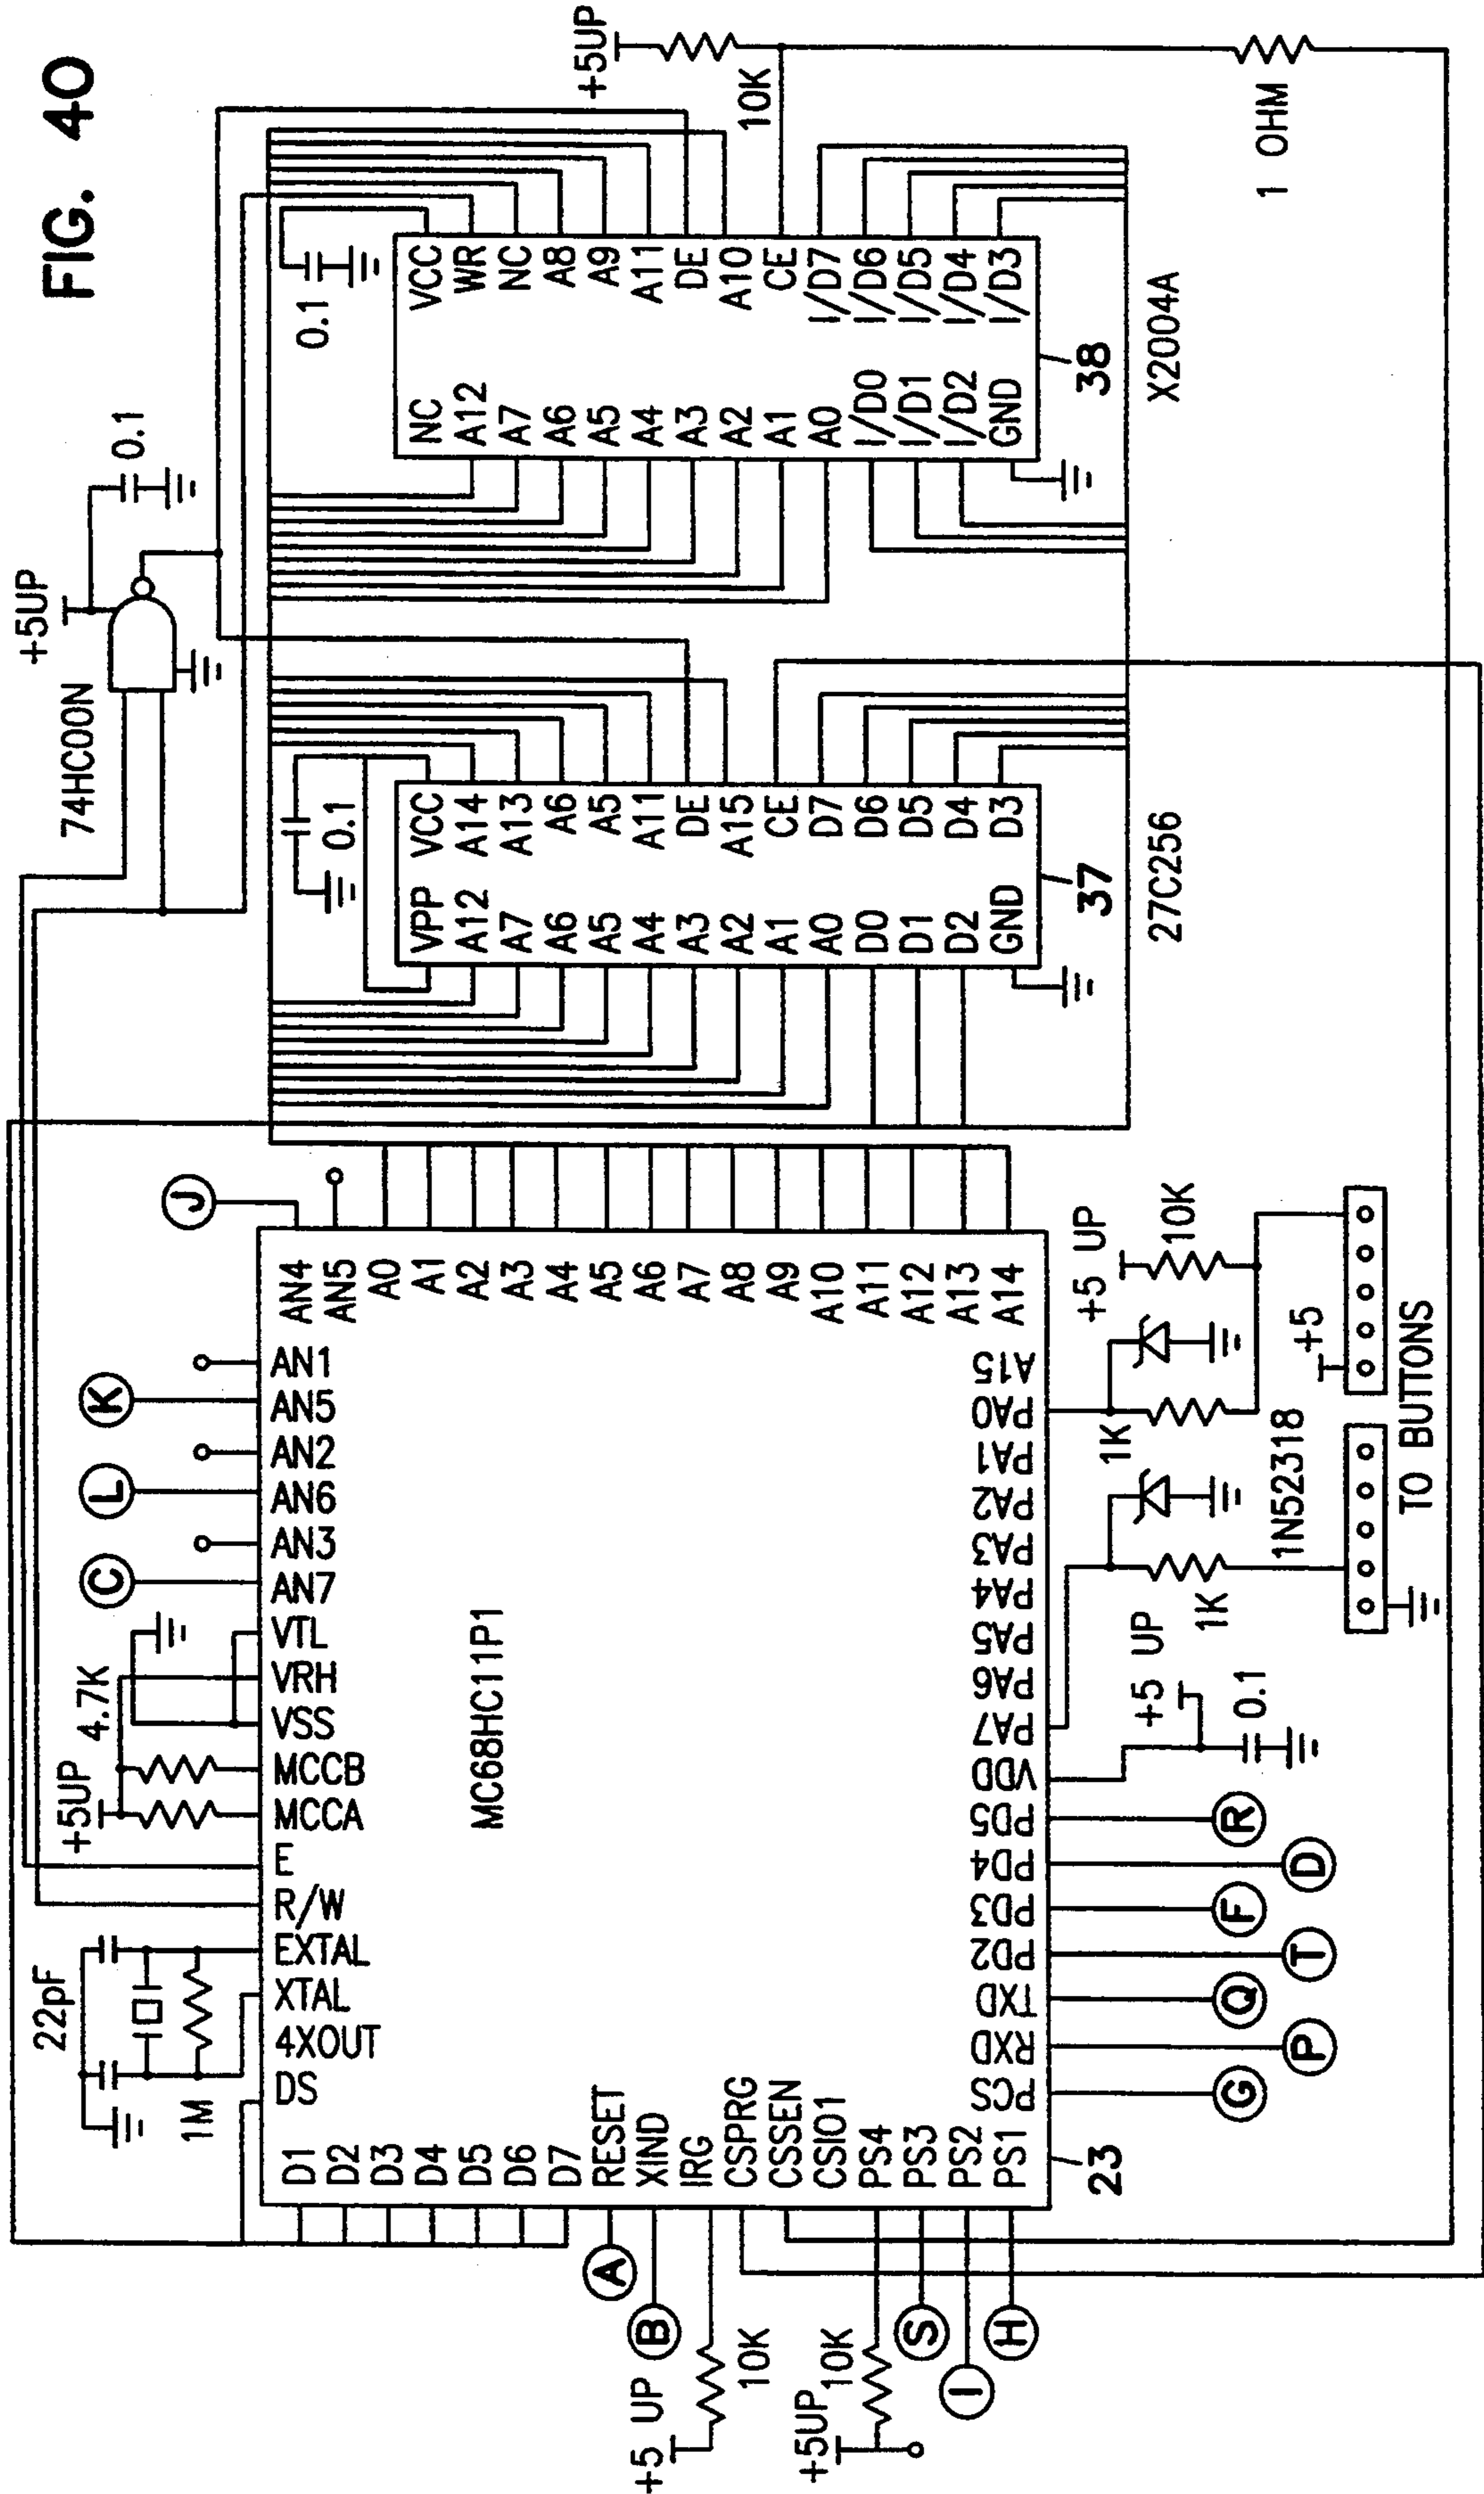 FIG. 40
+5UP
74HC00N
0.1
+5UP
10K
1 OHM
22pF
1M
+5UP
4.7K
C
L
K
J
DS
4XOUT
XTAL
EXTAL
R/W
E
MCCA
MCCB
VSS
VRH
VTL
AN7
AN3
AN6
AN2
AN5
AN1
AN4
AN5
A0
A1
A2
A3
A4
A5
A6
A7
A8
A9
A10
A11
A12
A13
A14
D1
D2
D3
D4
D5
D6
D7
RESET
XIND
IRG
CSPRG
CSSEN
CSIO1
PS4
PS3
PS2
PS1
MC68HC11P1
23
PCS
RXD
TXD
PD2
PD3
PD4
PD5
VDD
PA7
PA6
PA5
PA4
PA3
PA2
PA1
PA0
A15
A
B
+5 UP
10K
+5UP
10K
S
I
H
G
P
Q
T
F
D
R
+5 UP
0.1
1K
1N52318
1K
+5 UP
10K
+5
TO BUTTONS
0.1
VPP VCC
A12 A14
A7 A13
A6 A6
A5 A5
A4 A11
A3 DE
A2 A15
A1 CE
A0 D7
D0 D6
D1 D5
D2 D4
GND D3
37
27C256
0.1
NC VCC
A12 WR
A7 NC
A6 A8
A5 A9
A4 A11
A3 DE
A2 A10
A1 CE
A0 I/D7
I/D0 I/D6
I/D1 I/D5
I/D2 I/D4
GND I/D3
38
X2004A